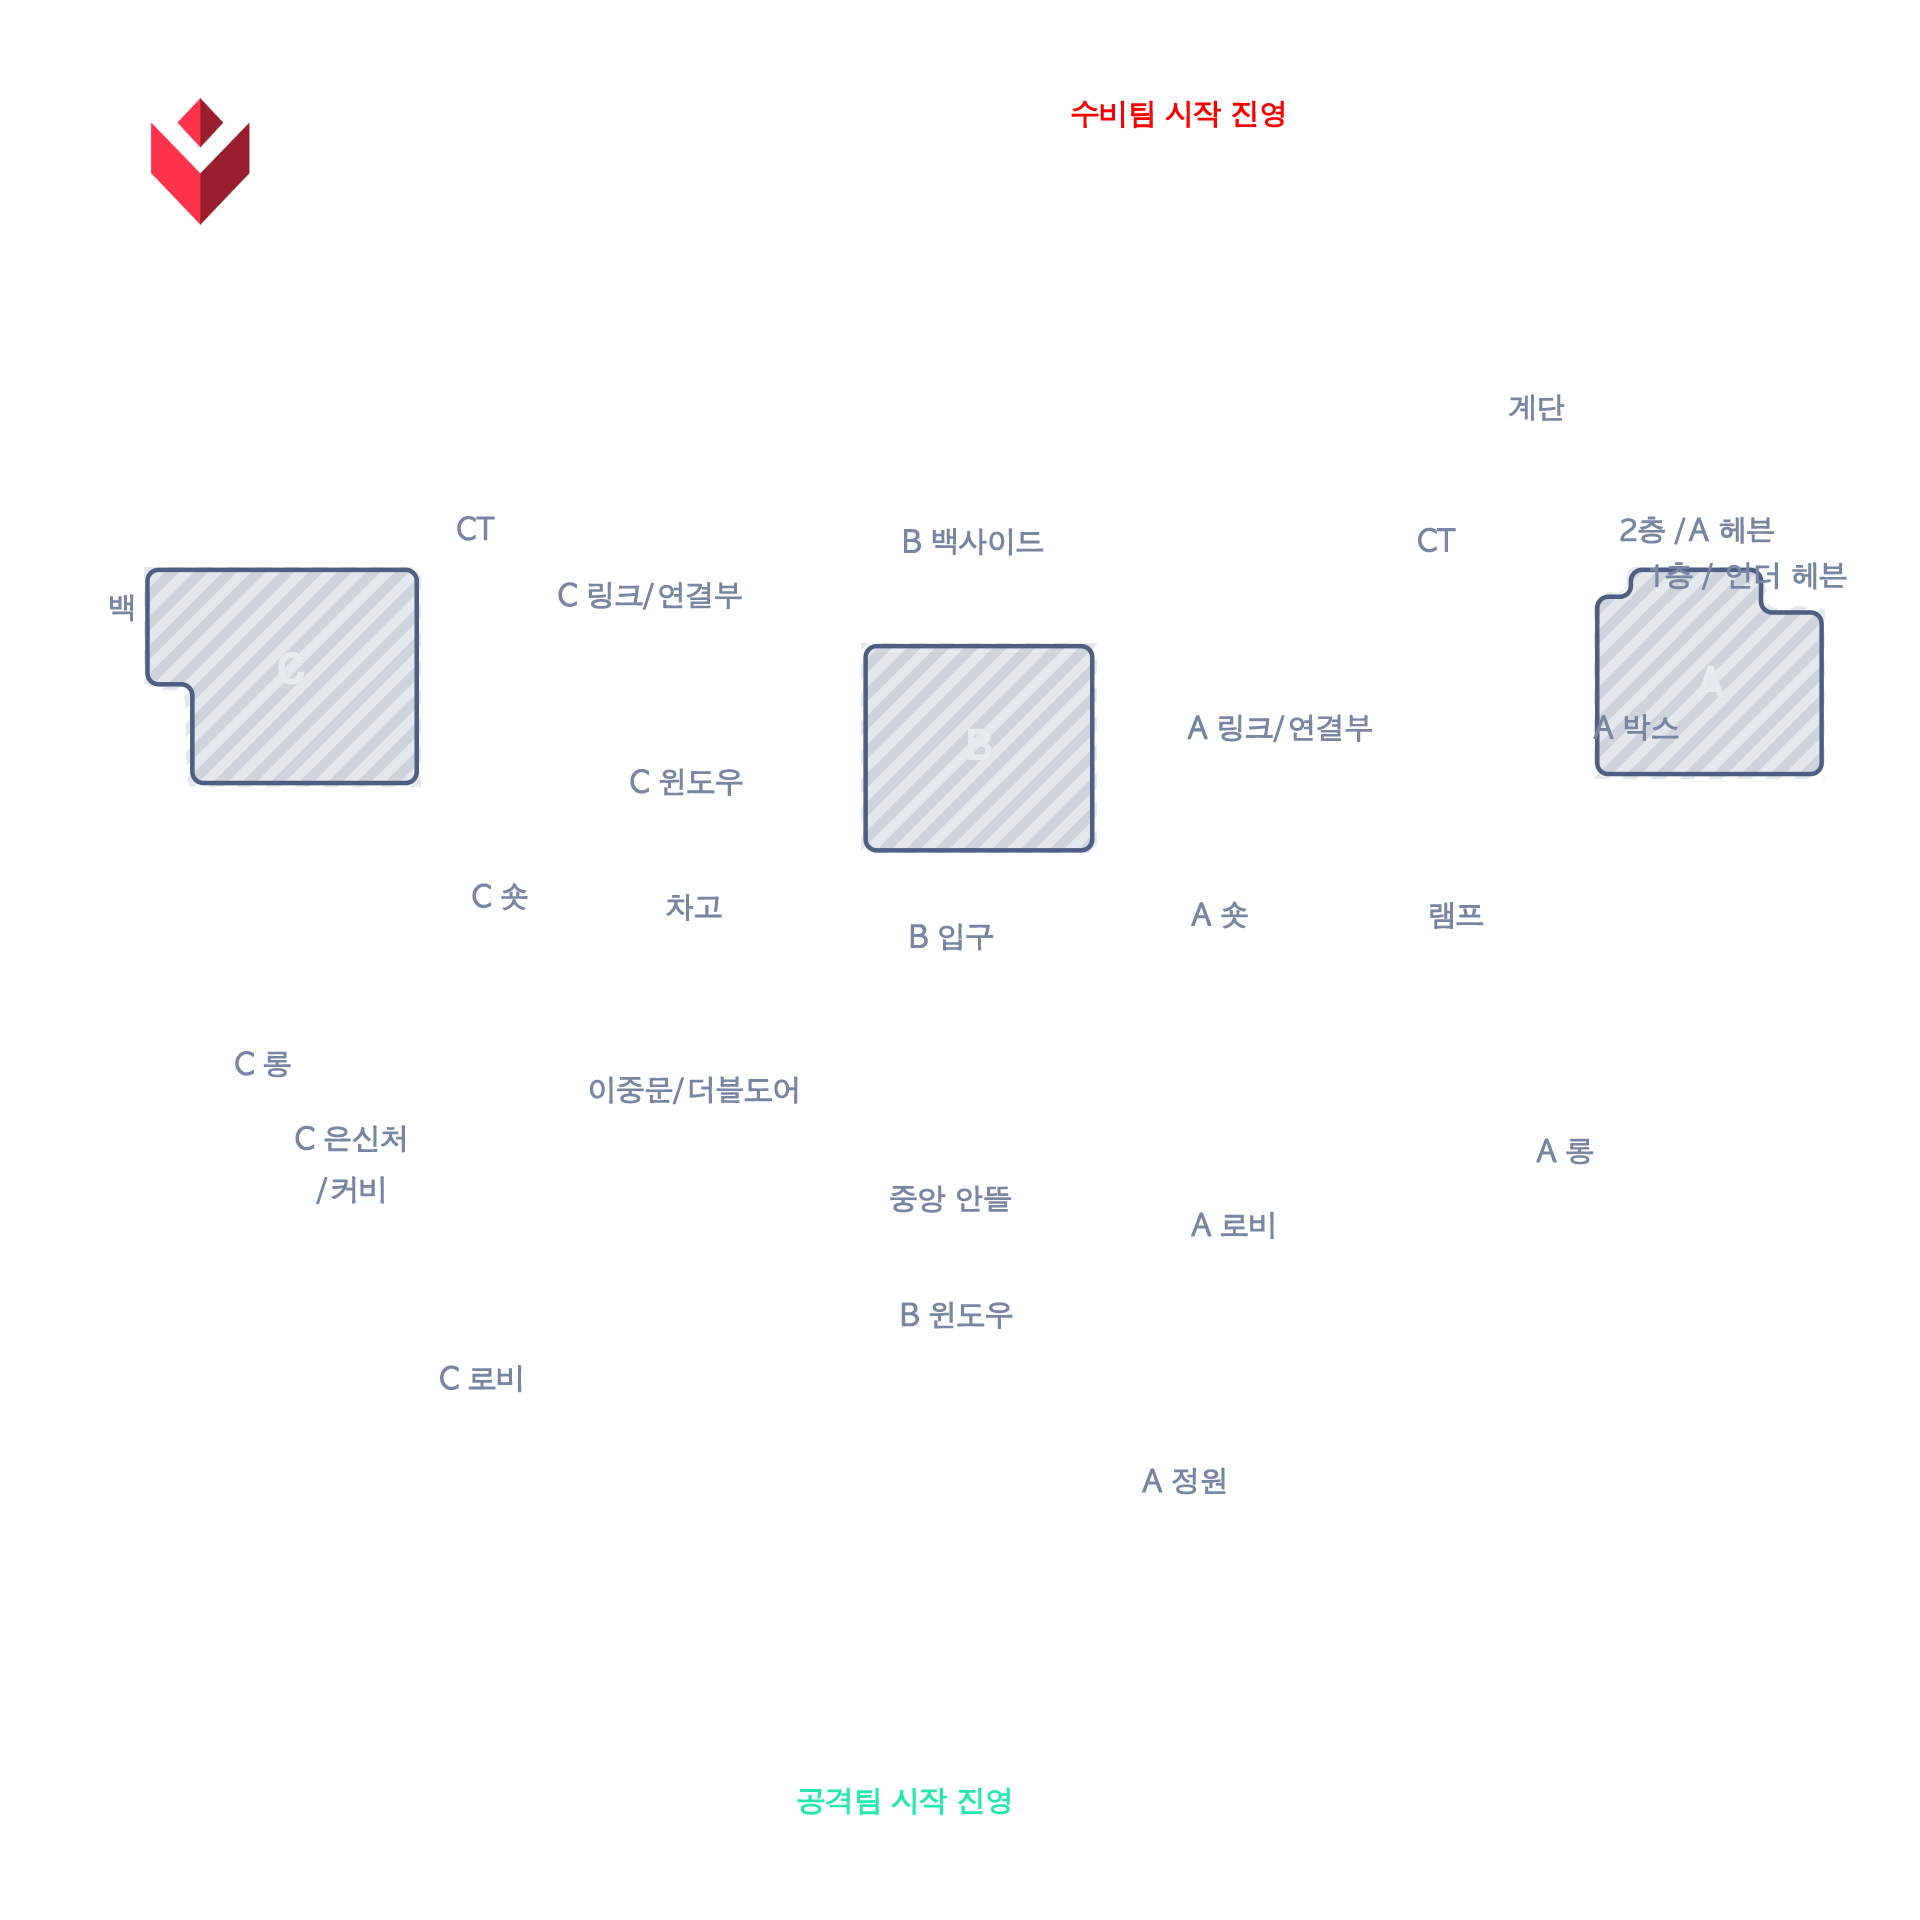 수비팀 시작 진영
계단
CT
B 백사이드
CT
2층 /A 헤븐
1층 / 언더 헤븐
백
C 링크/연결부
C
B
A
A 링크/연결부
A 박스
C 윈도우
C 숏
차고
B 입구
A 숏
램프
C 롱
이중문/더블도어
C 은신처
/커비
A 롱
중앙 안뜰
A 로비
B 윈도우
C 로비
A 정원
공격팀 시작 진영